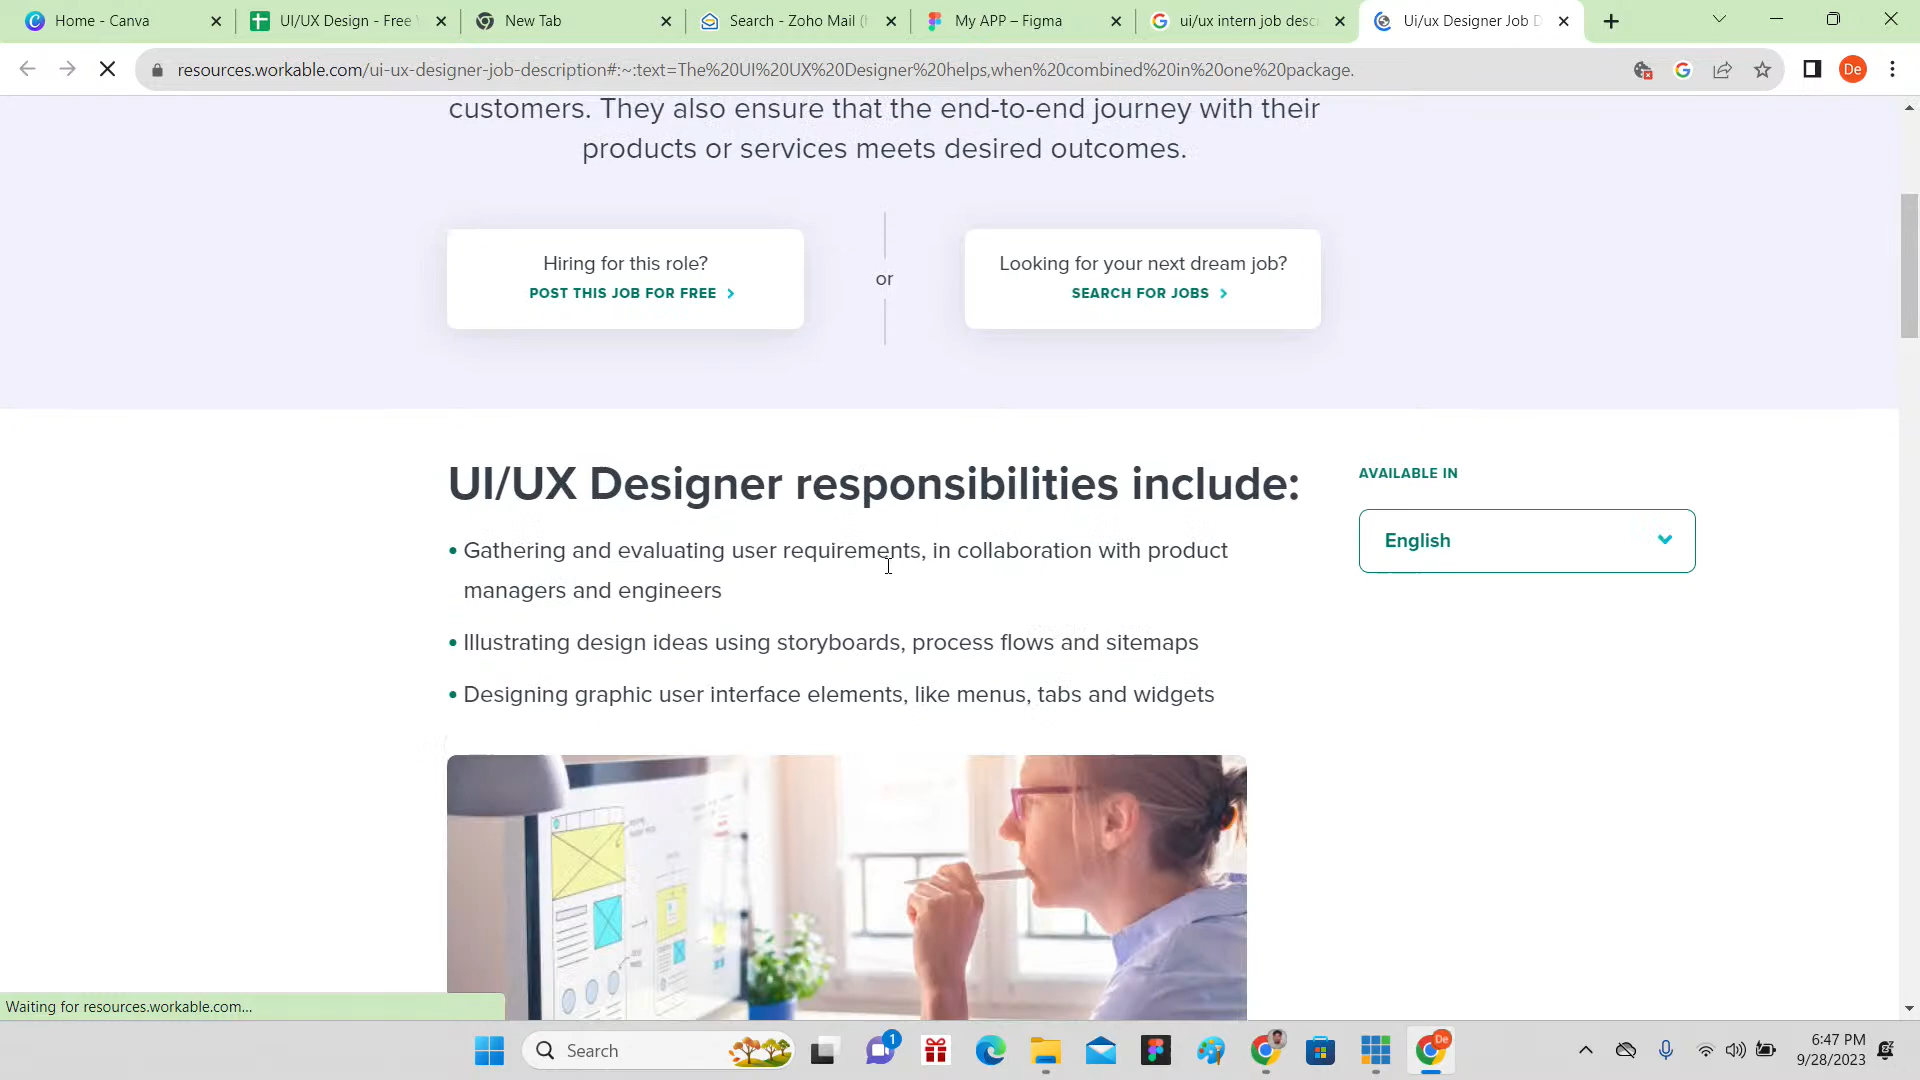 Home - Canva
UI/UX Design - Free
New Tab
Search - Zoho Mail (
My APP – Figma
ui/ux intern job desc
Ui/ux Designer Job D
resources.workable.com/ui-ux-designer-job-description#:~:text=The%20UI%20UX%20Designer%20helps,when%20combined%20in%20one%20package.
De
customers. They also ensure that the end-to-end journey with their
products or services meets desired outcomes.
Hiring for this role?
POST THIS JOB FOR FREE
or
Looking for your next dream job?
SEARCH FOR JOBS
UI/UX Designer responsibilities include:
AVAILABLE IN
English
• Gathering and evaluating user requirements, in collaboration with product
managers and engineers
• Illustrating design ideas using storyboards, process flows and sitemaps
• Designing graphic user interface elements, like menus, tabs and widgets
Waiting for resources.workable.com...
Search
1
De
6:47 PM
9/28/2023